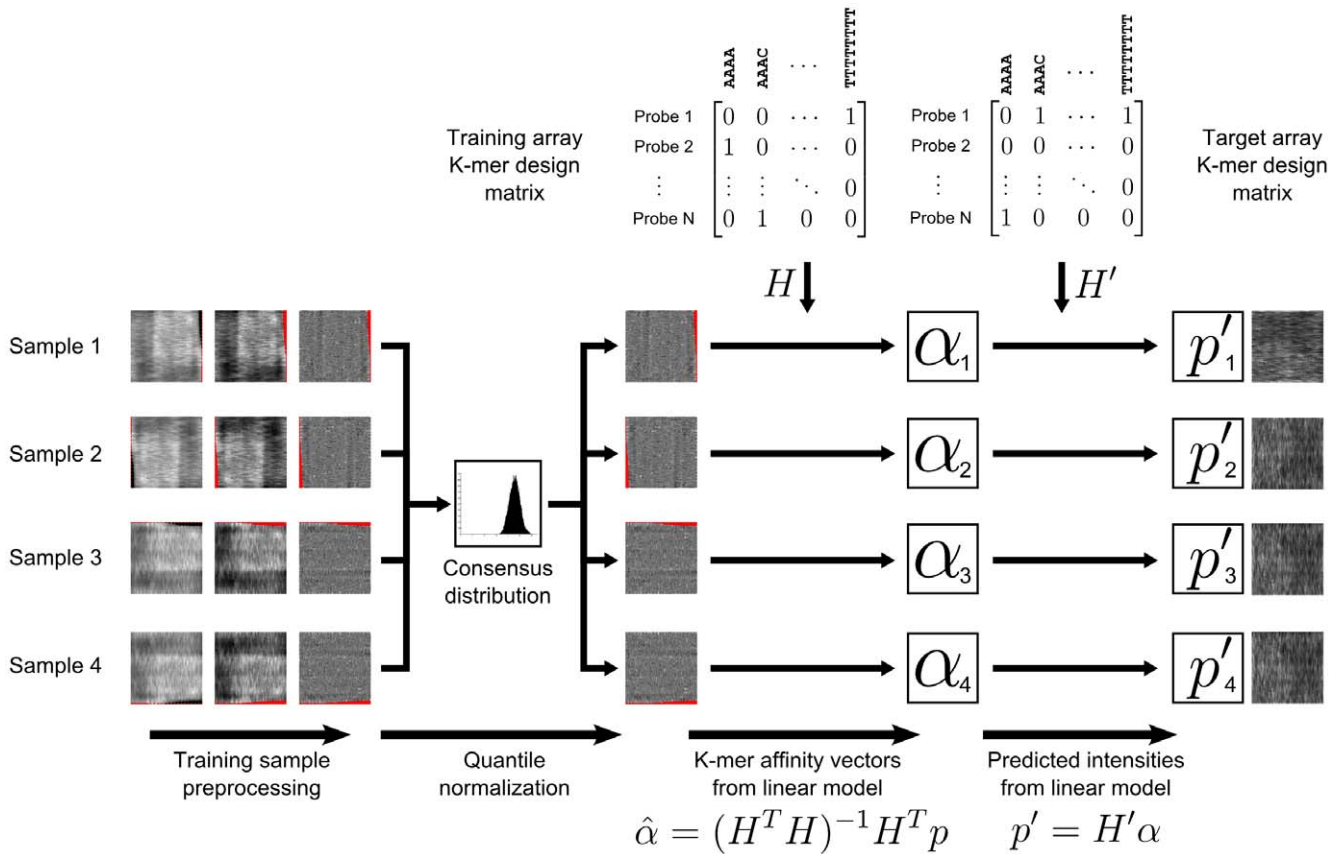 AAAA AAAC ··· TTTTTTTT
Training array
K-mer design
matrix
Probe 1 0 0 ··· 1
Probe 2 1 0 ··· 0
⋮ ⋮ ⋮ ⋱ 0
Probe N 0 1 0 0
AAAA AAAC ··· TTTTTTTT
Probe 1 0 1 ··· 1
Probe 2 0 0 ··· 0
⋮ ⋮ ⋮ ⋱ 0
Probe N 1 0 0 0
Target array
K-mer design
matrix
H
H′
Sample 1
α1
p′1
Sample 2
α2
p′2
Sample 3
Consensus
distribution
α3
p′3
Sample 4
α4
p′4
Training sample
preprocessing
Quantile
normalization
K-mer affinity vectors
from linear model
α̂ = (HᵀH)⁻¹Hᵀp
Predicted intensities
from linear model
p′ = H′α